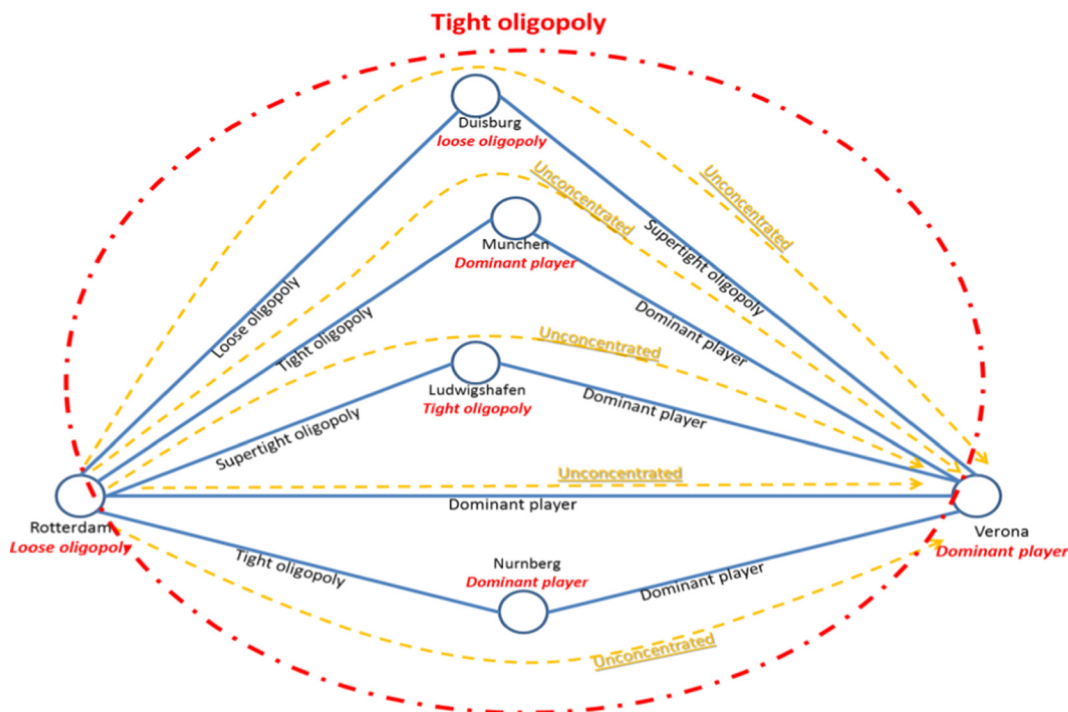 Tight oligopoly
Duisburg
loose oligopoly
Unconcentrated
Unconcentrated
Munchen
Dominant player
Supertight oligopoly
Loose oligopoly
Tight oligopoly
Dominant player
Unconcentrated
Ludwigshafen
Tight oligopoly
Supertight oligopoly
Dominant player
Unconcentrated
Dominant player
Rotterdam
Loose oligopoly
Verona
Dominant player
Tight oligopoly
Nurnberg
Dominant player
Dominant player
Unconcentrated